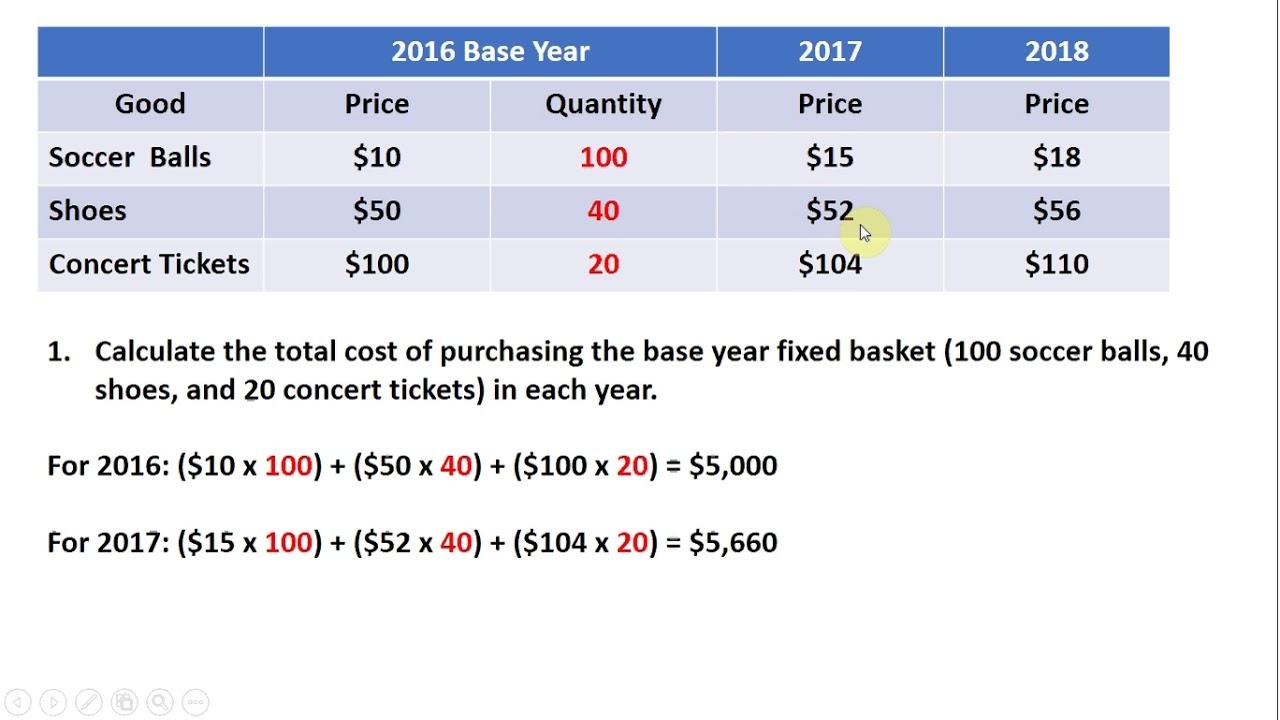 2016 Base Year 2017 2018
Good Price Quantity Price Price
Soccer Balls $10 100 $15 $18
Shoes $50 40 $52 $56
Concert Tickets $100 20 $104 $110
1. Calculate the total cost of purchasing the base year fixed basket (100 soccer balls, 40
shoes, and 20 concert tickets) in each year.
For 2016: ($10 x 100) + ($50 x 40) + ($100 x 20) = $5,000
For 2017: ($15 x 100) + ($52 x 40) + ($104 x 20) = $5,660